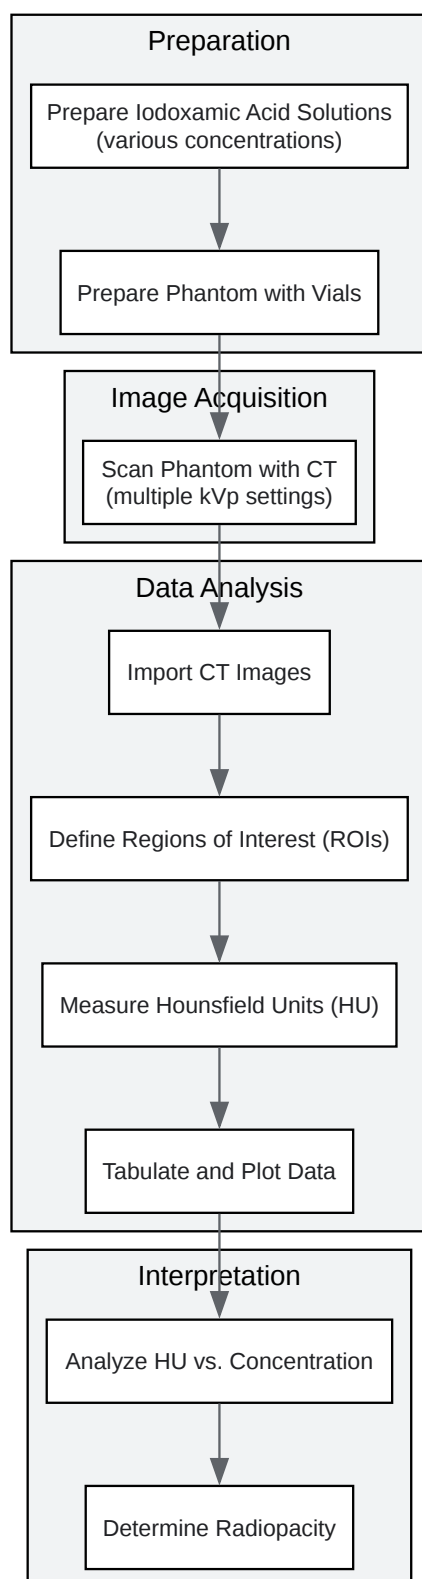 Preparation
Prepare Iodoxamic Acid Solutions
(various concentrations)
Prepare Phantom with Vials
Image Acquisition
Scan Phantom with CT
(multiple kVp settings)
Data Analysis
Import CT Images
Define Regions of Interest (ROIs)
Measure Hounsfield Units (HU)
Tabulate and Plot Data
Interpretation
Analyze HU vs. Concentration
Determine Radiopacity